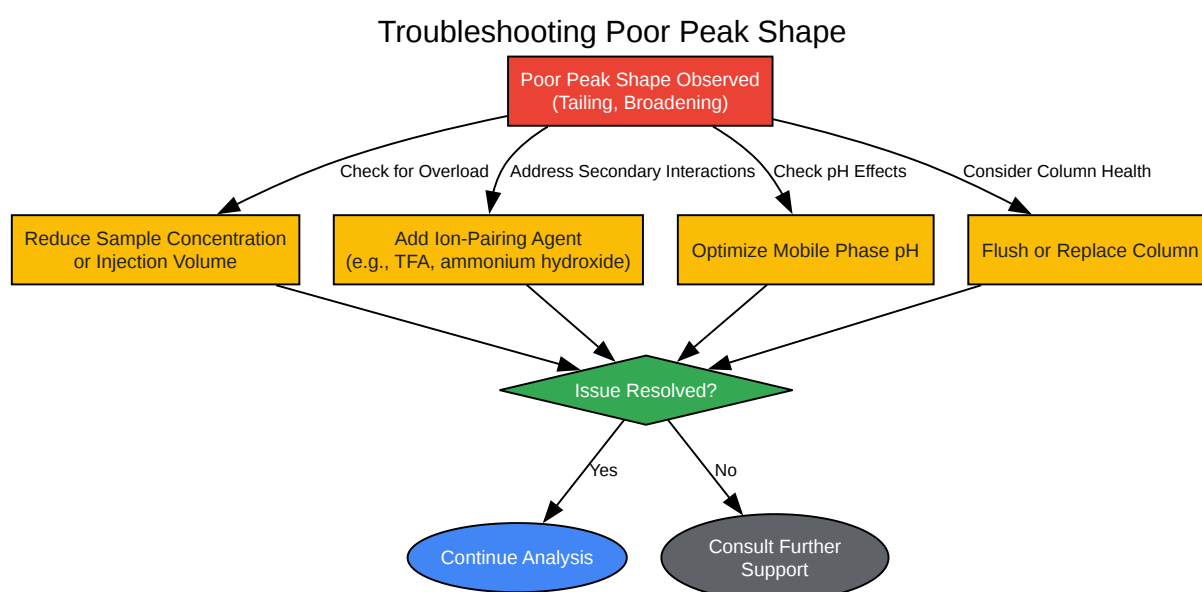 Troubleshooting Poor Peak Shape
Poor Peak Shape Observed
(Tailing, Broadening)
Check for Overload
Address Secondary Interactions
Check pH Effects
Consider Column Health
Reduce Sample Concentration
or Injection Volume
Add Ion-Pairing Agent
(e.g., TFA, ammonium hydroxide)
Optimize Mobile Phase pH
Flush or Replace Column
Issue Resolved?
Yes
No
Continue Analysis
Consult Further
Support